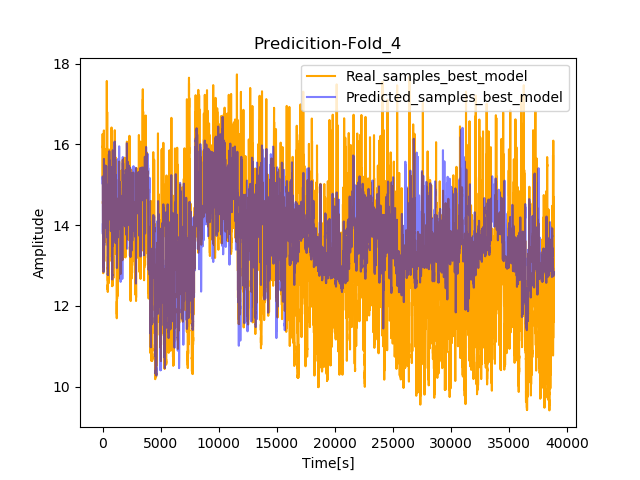 Predicition-Fold_4
Real_samples_best_model
Predicted_samples_best_model
Amplitude
18
16
14
12
10
0 5000 10000 15000 20000 25000 30000 35000 40000
Time[s]